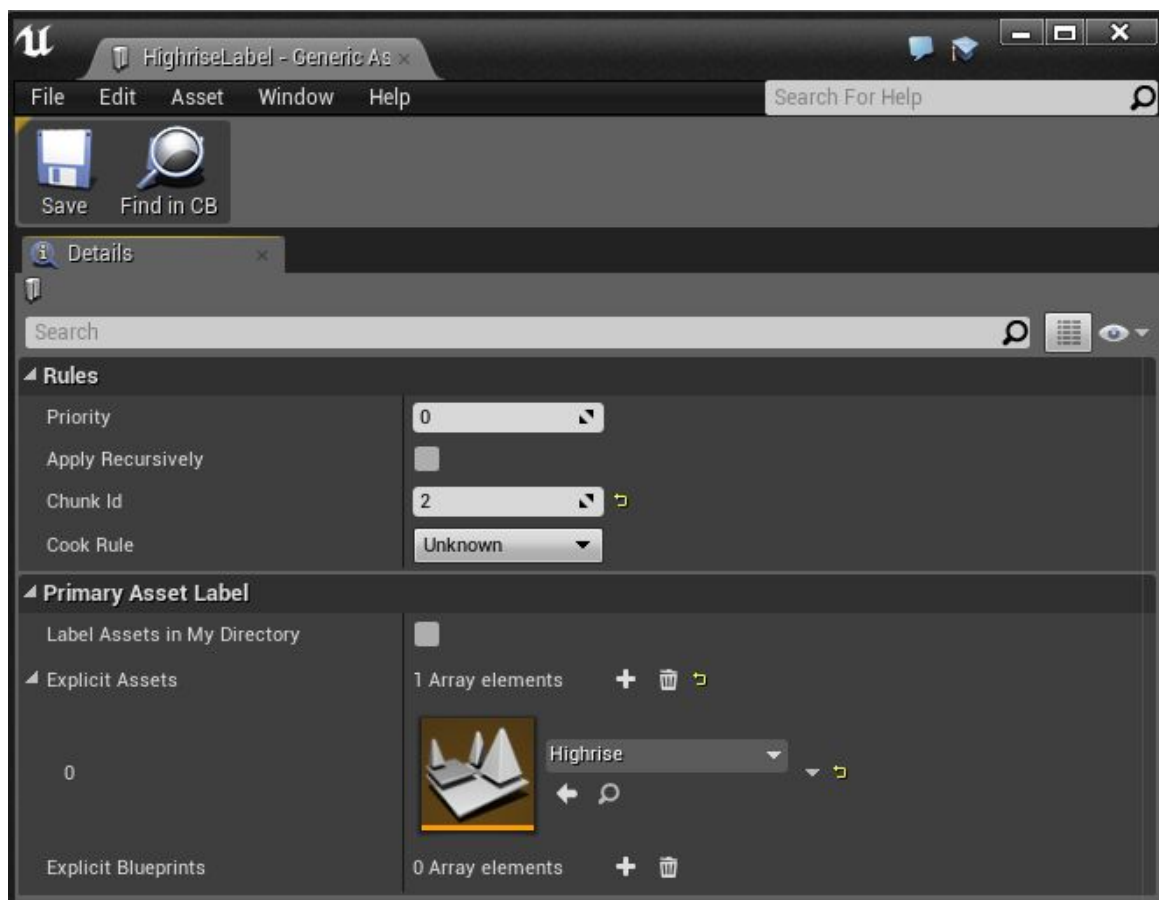 HighriseLabel - Generic As
File Edit Asset Window Help
Search For Help
Save Find in CB
Details
Search
Rules
Priority 0
Apply Recursively
Chunk Id 2
Cook Rule Unknown
Primary Asset Label
Label Assets in My Directory
Explicit Assets 1 Array elements
0 Highrise
Explicit Blueprints 0 Array elements